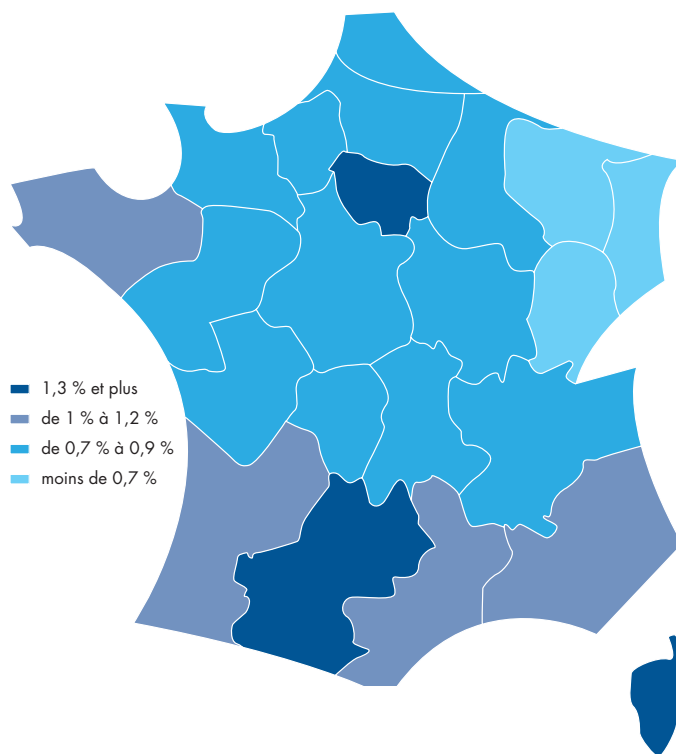 1,3 % et plus
de 1 % à 1,2 %
de 0,7 % à 0,9 %
moins de 0,7 %